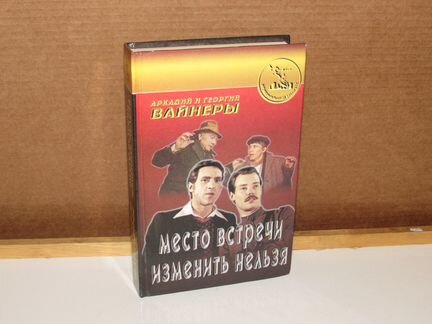 АРКАДИЙ И ГЕОРГИЙ
ВАЙНЕРЫ
МЕСТО ВСТРЕЧИ
ИЗМЕНИТЬ НЕЛЬЗЯ